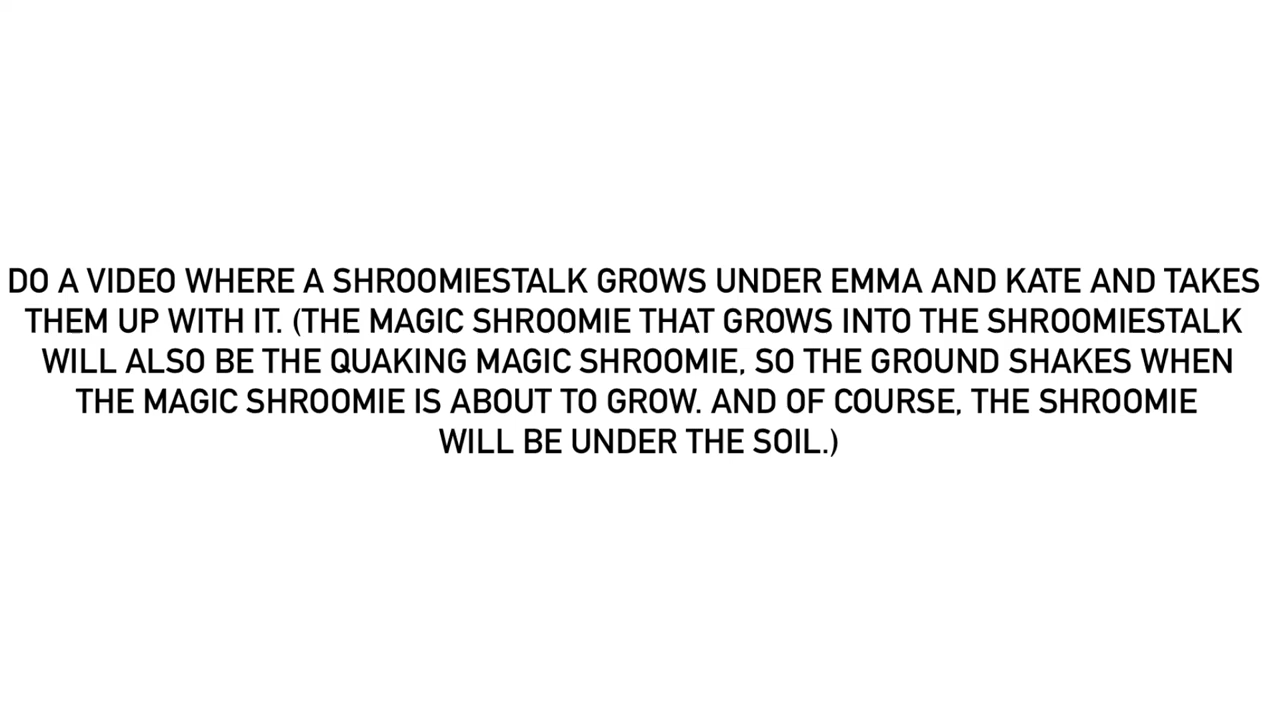 DO A VIDEO WHERE A SHROOMIESTALK GROWS UNDER EMMA AND KATE AND TAKES
THEM UP WITH IT. (THE MAGIC SHROOMIE THAT GROWS INTO THE SHROOMIESTALK
WILL ALSO BE THE QUAKING MAGIC SHROOMIE, SO THE GROUND SHAKES WHEN
THE MAGIC SHROOMIE IS ABOUT TO GROW. AND OF COURSE, THE SHROOMIE
WILL BE UNDER THE SOIL.)